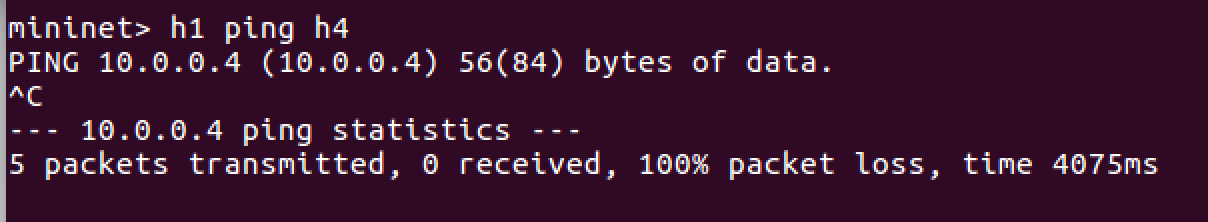 mininet> h1 ping h4
PING 10.0.0.4 (10.0.0.4) 56(84) bytes of data.
^C
--- 10.0.0.4 ping statistics ---
5 packets transmitted, 0 received, 100% packet loss, time 4075ms